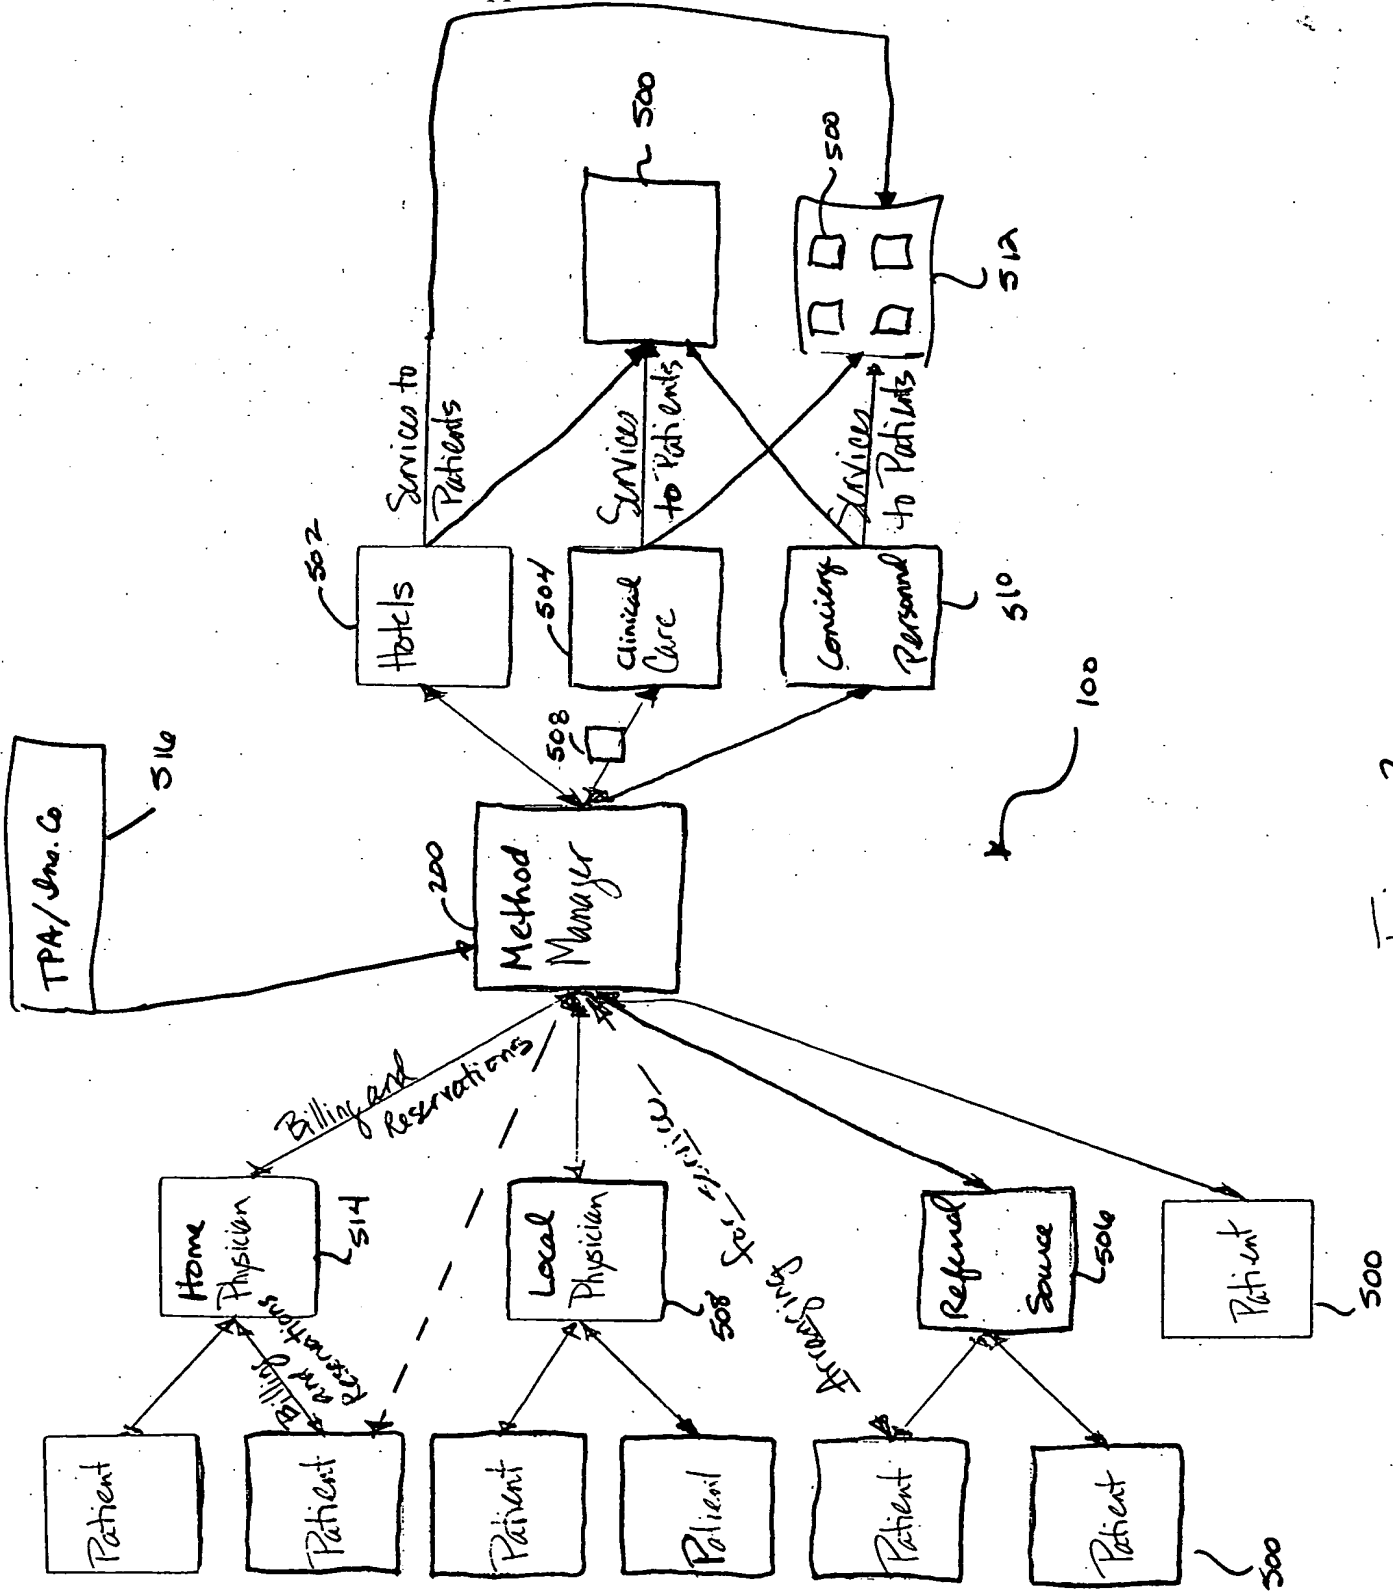 TPA/Ins. Co
516
Patient
Patient
Billing
and
Reservations
Home
Physician
514
Billing and
Reservations
Hotels
502
Services to
Patients
Patient
Patient
Local
Physician
508
Method
Manager
200
508
Clinical
Care
504
Services
to Patients
500
Patient
Patient
500
Arranging
for
Referral
Source
506
Concierge
Personnel
510
Services
to Patients
500
512
Patient
500
100